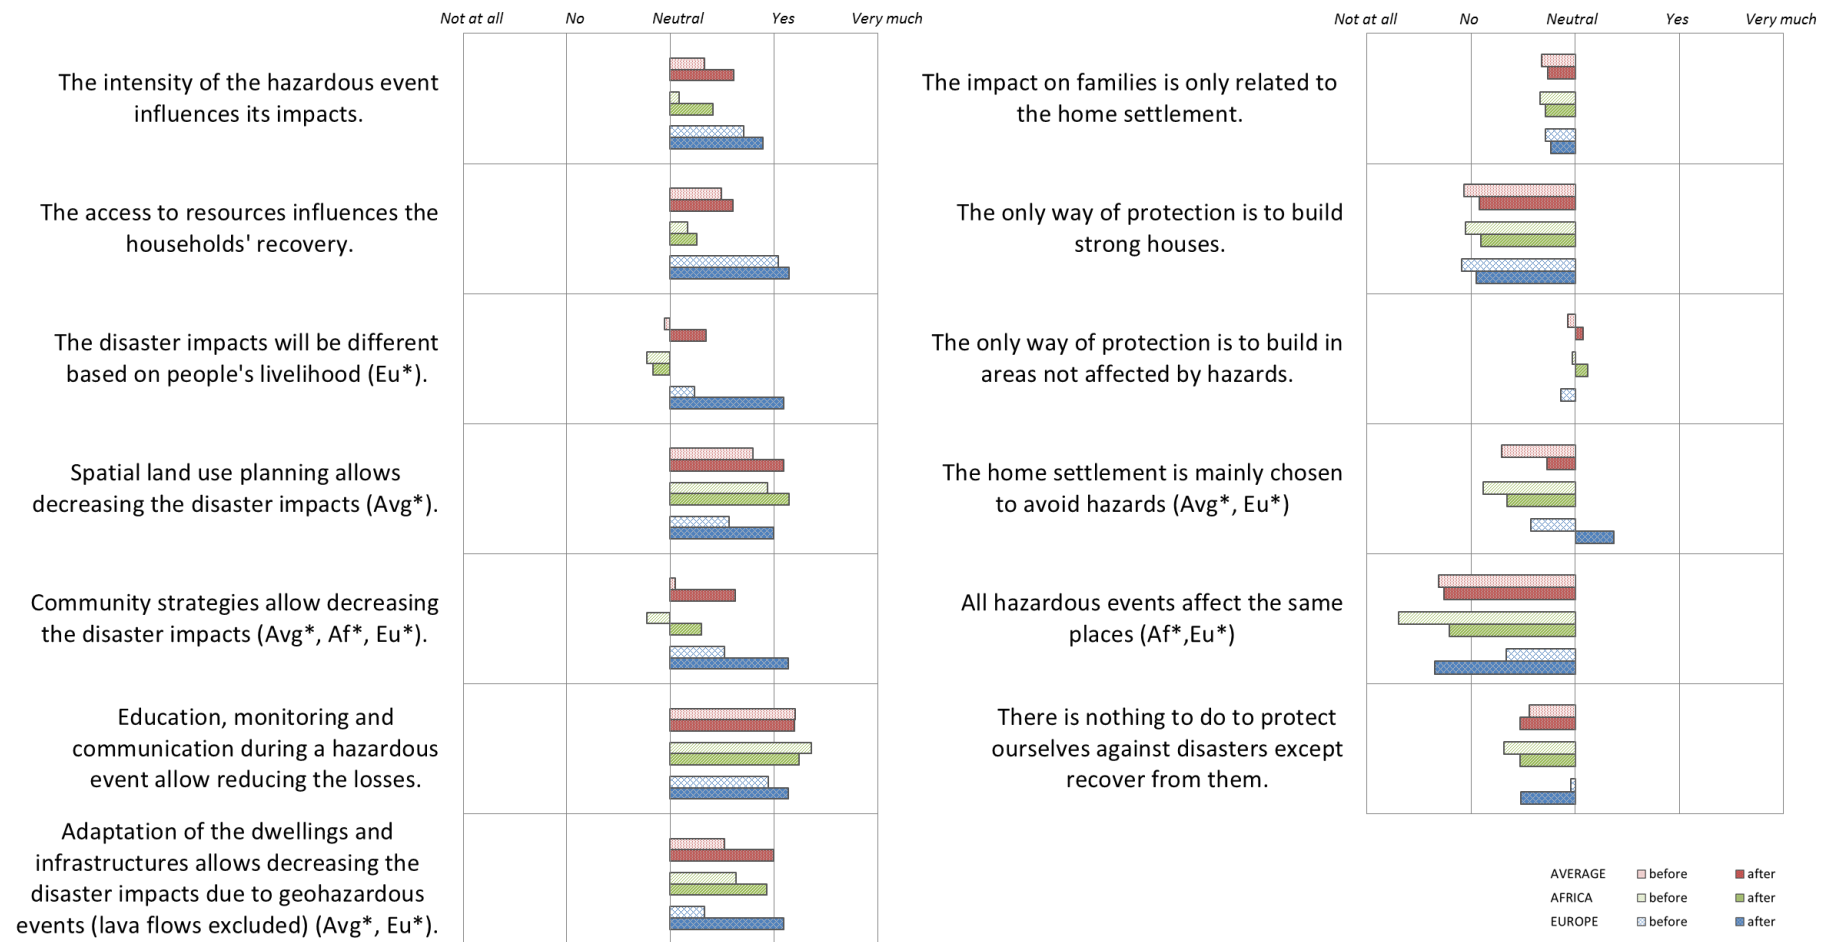 Not at all No Neutral Yes Very much
The intensity of the hazardous event
influences its impacts.
The access to resources influences the
households' recovery.
The disaster impacts will be different
based on people's livelihood (Eu*).
Spatial land use planning allows
decreasing the disaster impacts (Avg*).
Community strategies allow decreasing
the disaster impacts (Avg*, Af*, Eu*).
Education, monitoring and
communication during a hazardous
event allow reducing the losses.
Adaptation of the dwellings and
infrastructures allows decreasing the
disaster impacts due to geohazardous
events (lava flows excluded) (Avg*, Eu*).
Not at all No Neutral Yes Very much
The impact on families is only related to
the home settlement.
The only way of protection is to build
strong houses.
The only way of protection is to build in
areas not affected by hazards.
The home settlement is mainly chosen
to avoid hazards (Avg*, Eu*)
All hazardous events affect the same
places (Af*,Eu*)
There is nothing to do to protect
ourselves against disasters except
recover from them.
AVERAGE before after
AFRICA before after
EUROPE before after